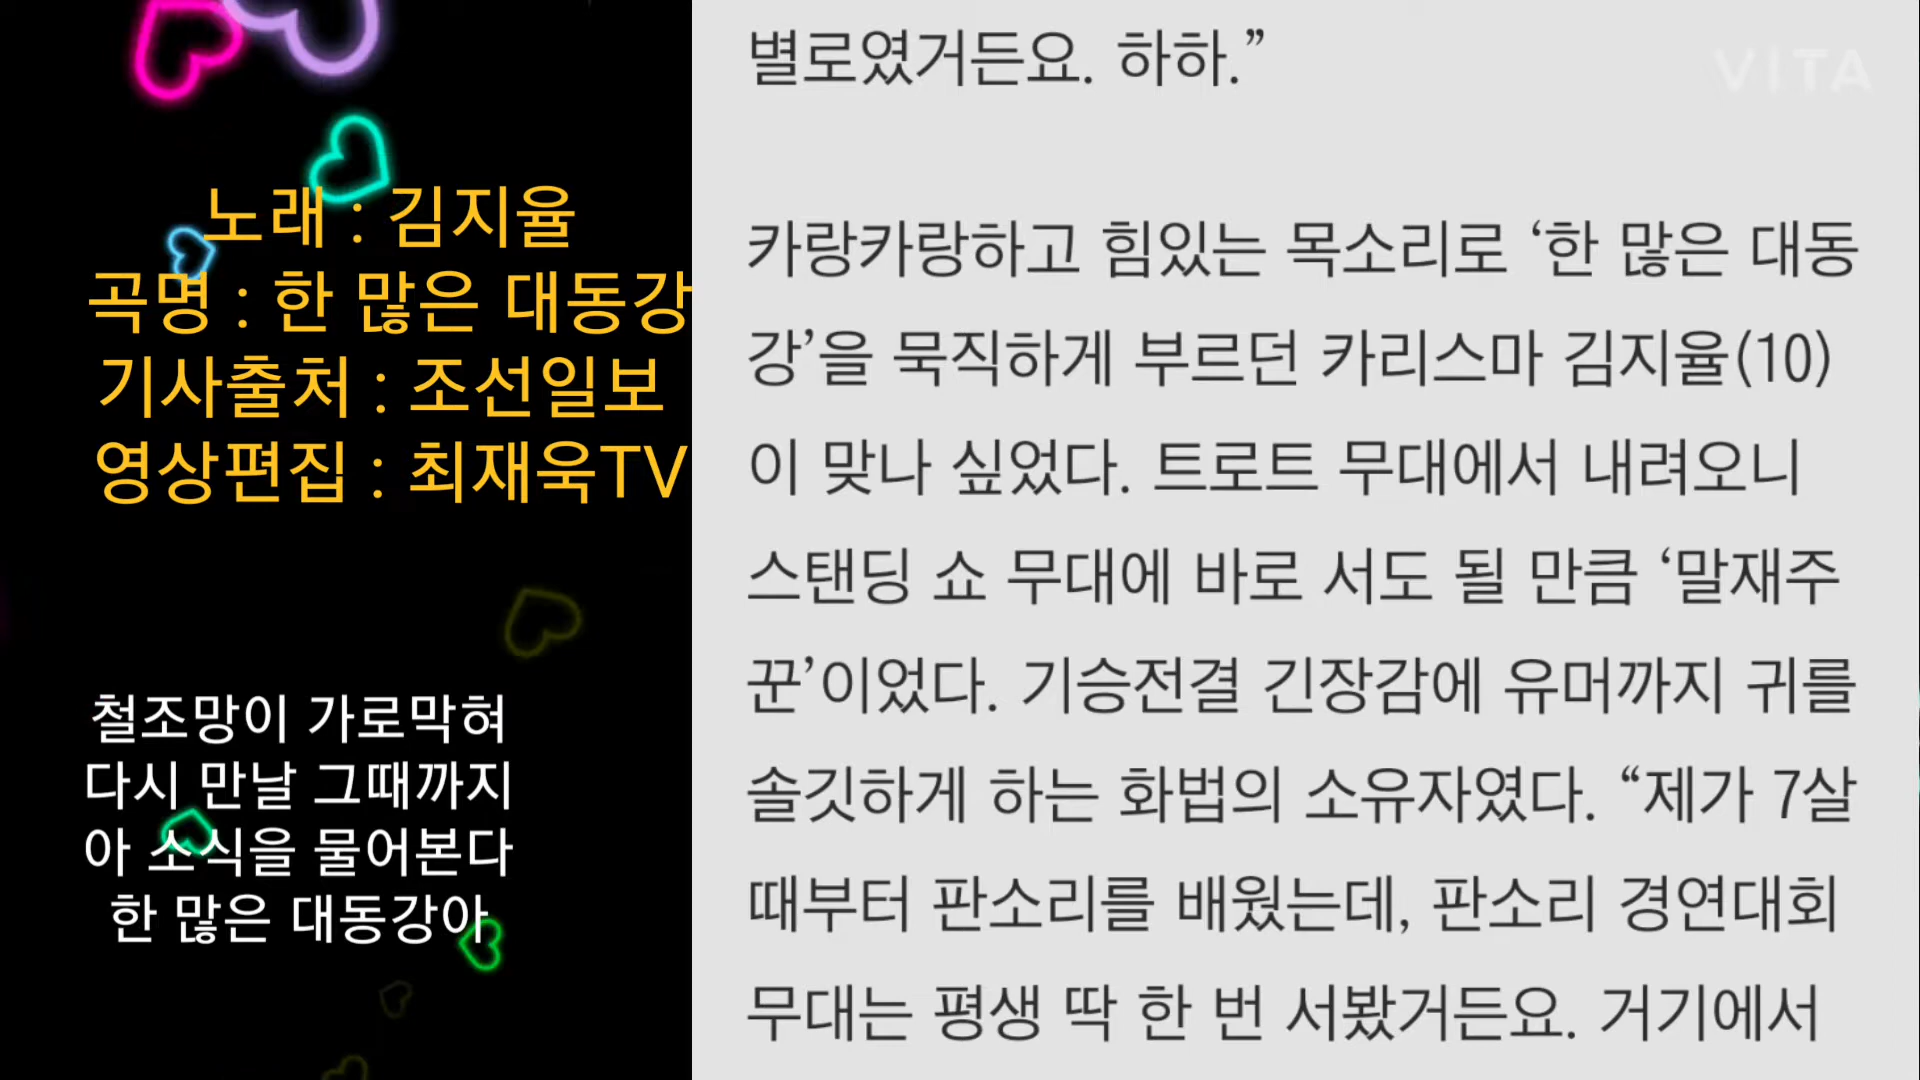 노래 : 김지율
곡명 : 한 많은 대동강
기사출처 : 조선일보
영상편집 : 최재욱TV
철조망이 가로막혀
다시 만날 그때까지
아 소식을 물어본다
한 많은 대동강아
별로였거든요. 하하.”
VITA
카랑카랑하고 힘있는 목소리로 ‘한 많은 대동
강’을 묵직하게 부르던 카리스마 김지율(10)
이 맞나 싶었다. 트로트 무대에서 내려오니
스탠딩 쇼 무대에 바로 서도 될 만큼 ‘말재주
꾼’이었다. 기승전결 긴장감에 유머까지 귀를
솔깃하게 하는 화법의 소유자였다. “제가 7살
때부터 판소리를 배웠는데, 판소리 경연대회
무대는 평생 딱 한 번 서봤거든요. 거기에서